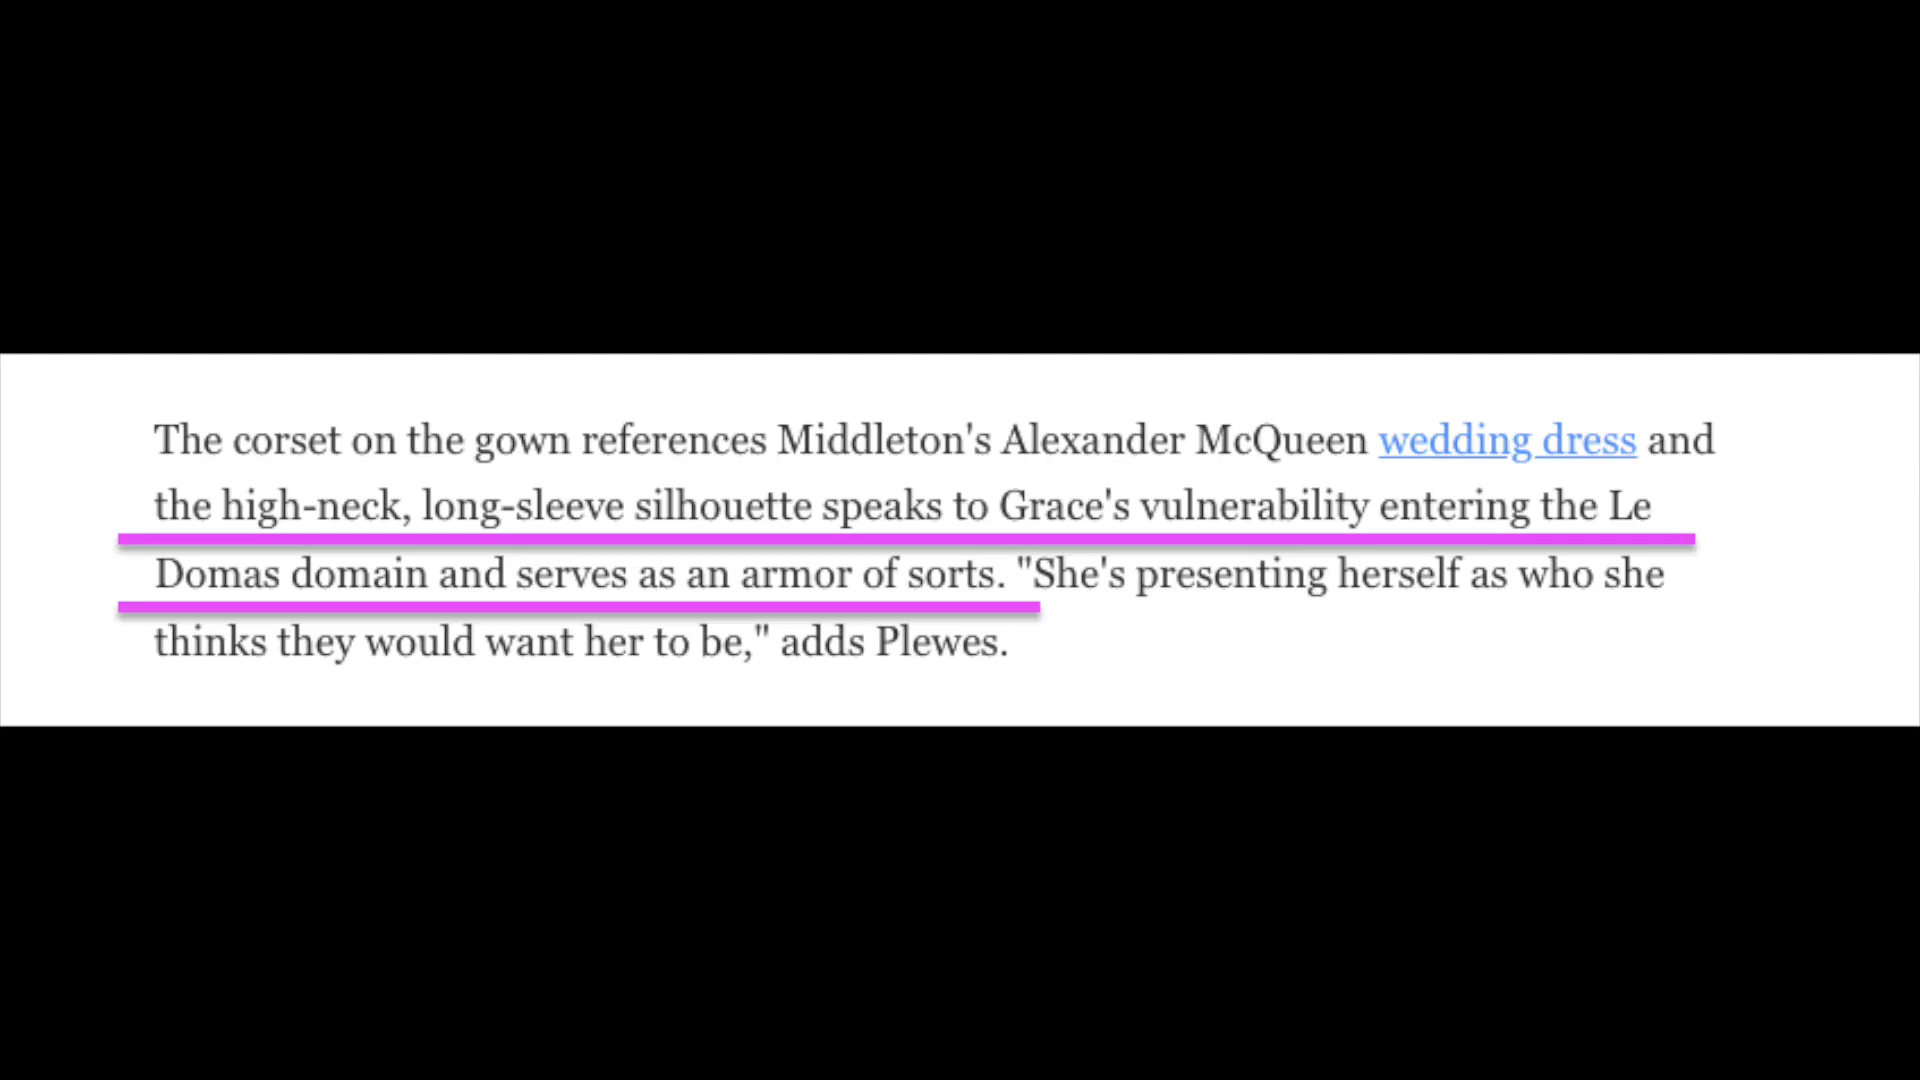 The corset on the gown references Middleton's Alexander McQueen wedding dress and
the high-neck, long-sleeve silhouette speaks to Grace's vulnerability entering the Le
Domas domain and serves as an armor of sorts. "She's presenting herself as who she
thinks they would want her to be," adds Plewes.